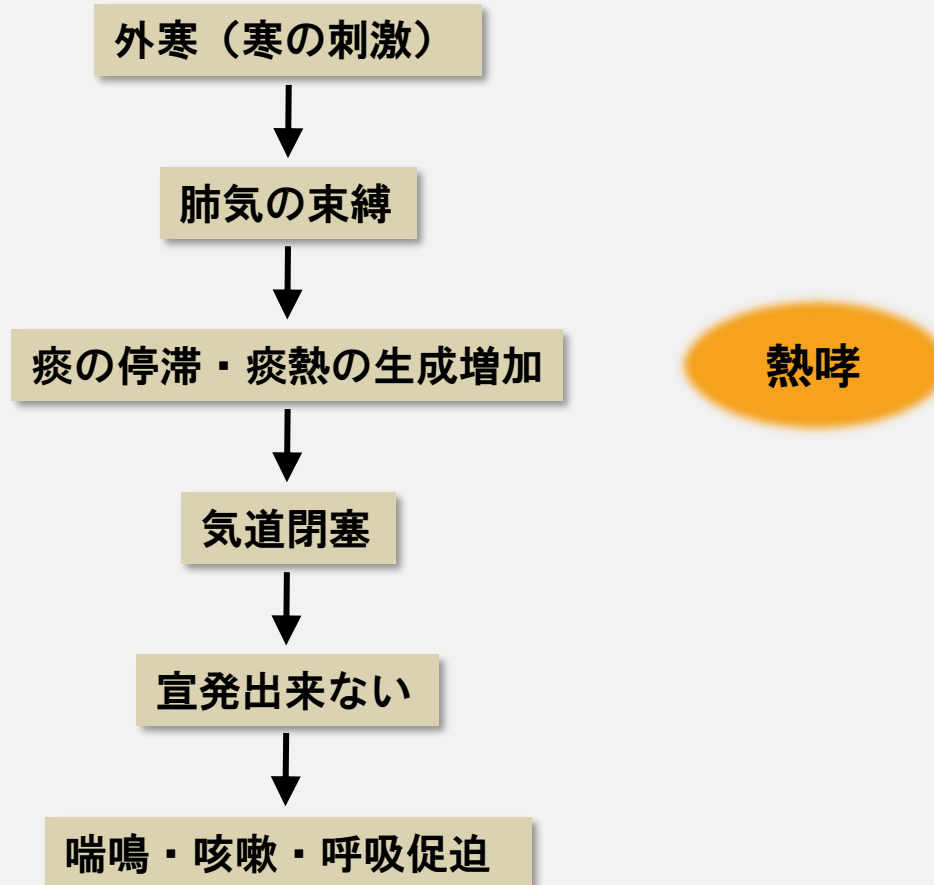 外寒（寒の刺激）
肺気の束縛
痰の停滞・痰熱の生成増加
熱哮
気道閉塞
宣発出来ない
喘鳴・咳嗽・呼吸促迫